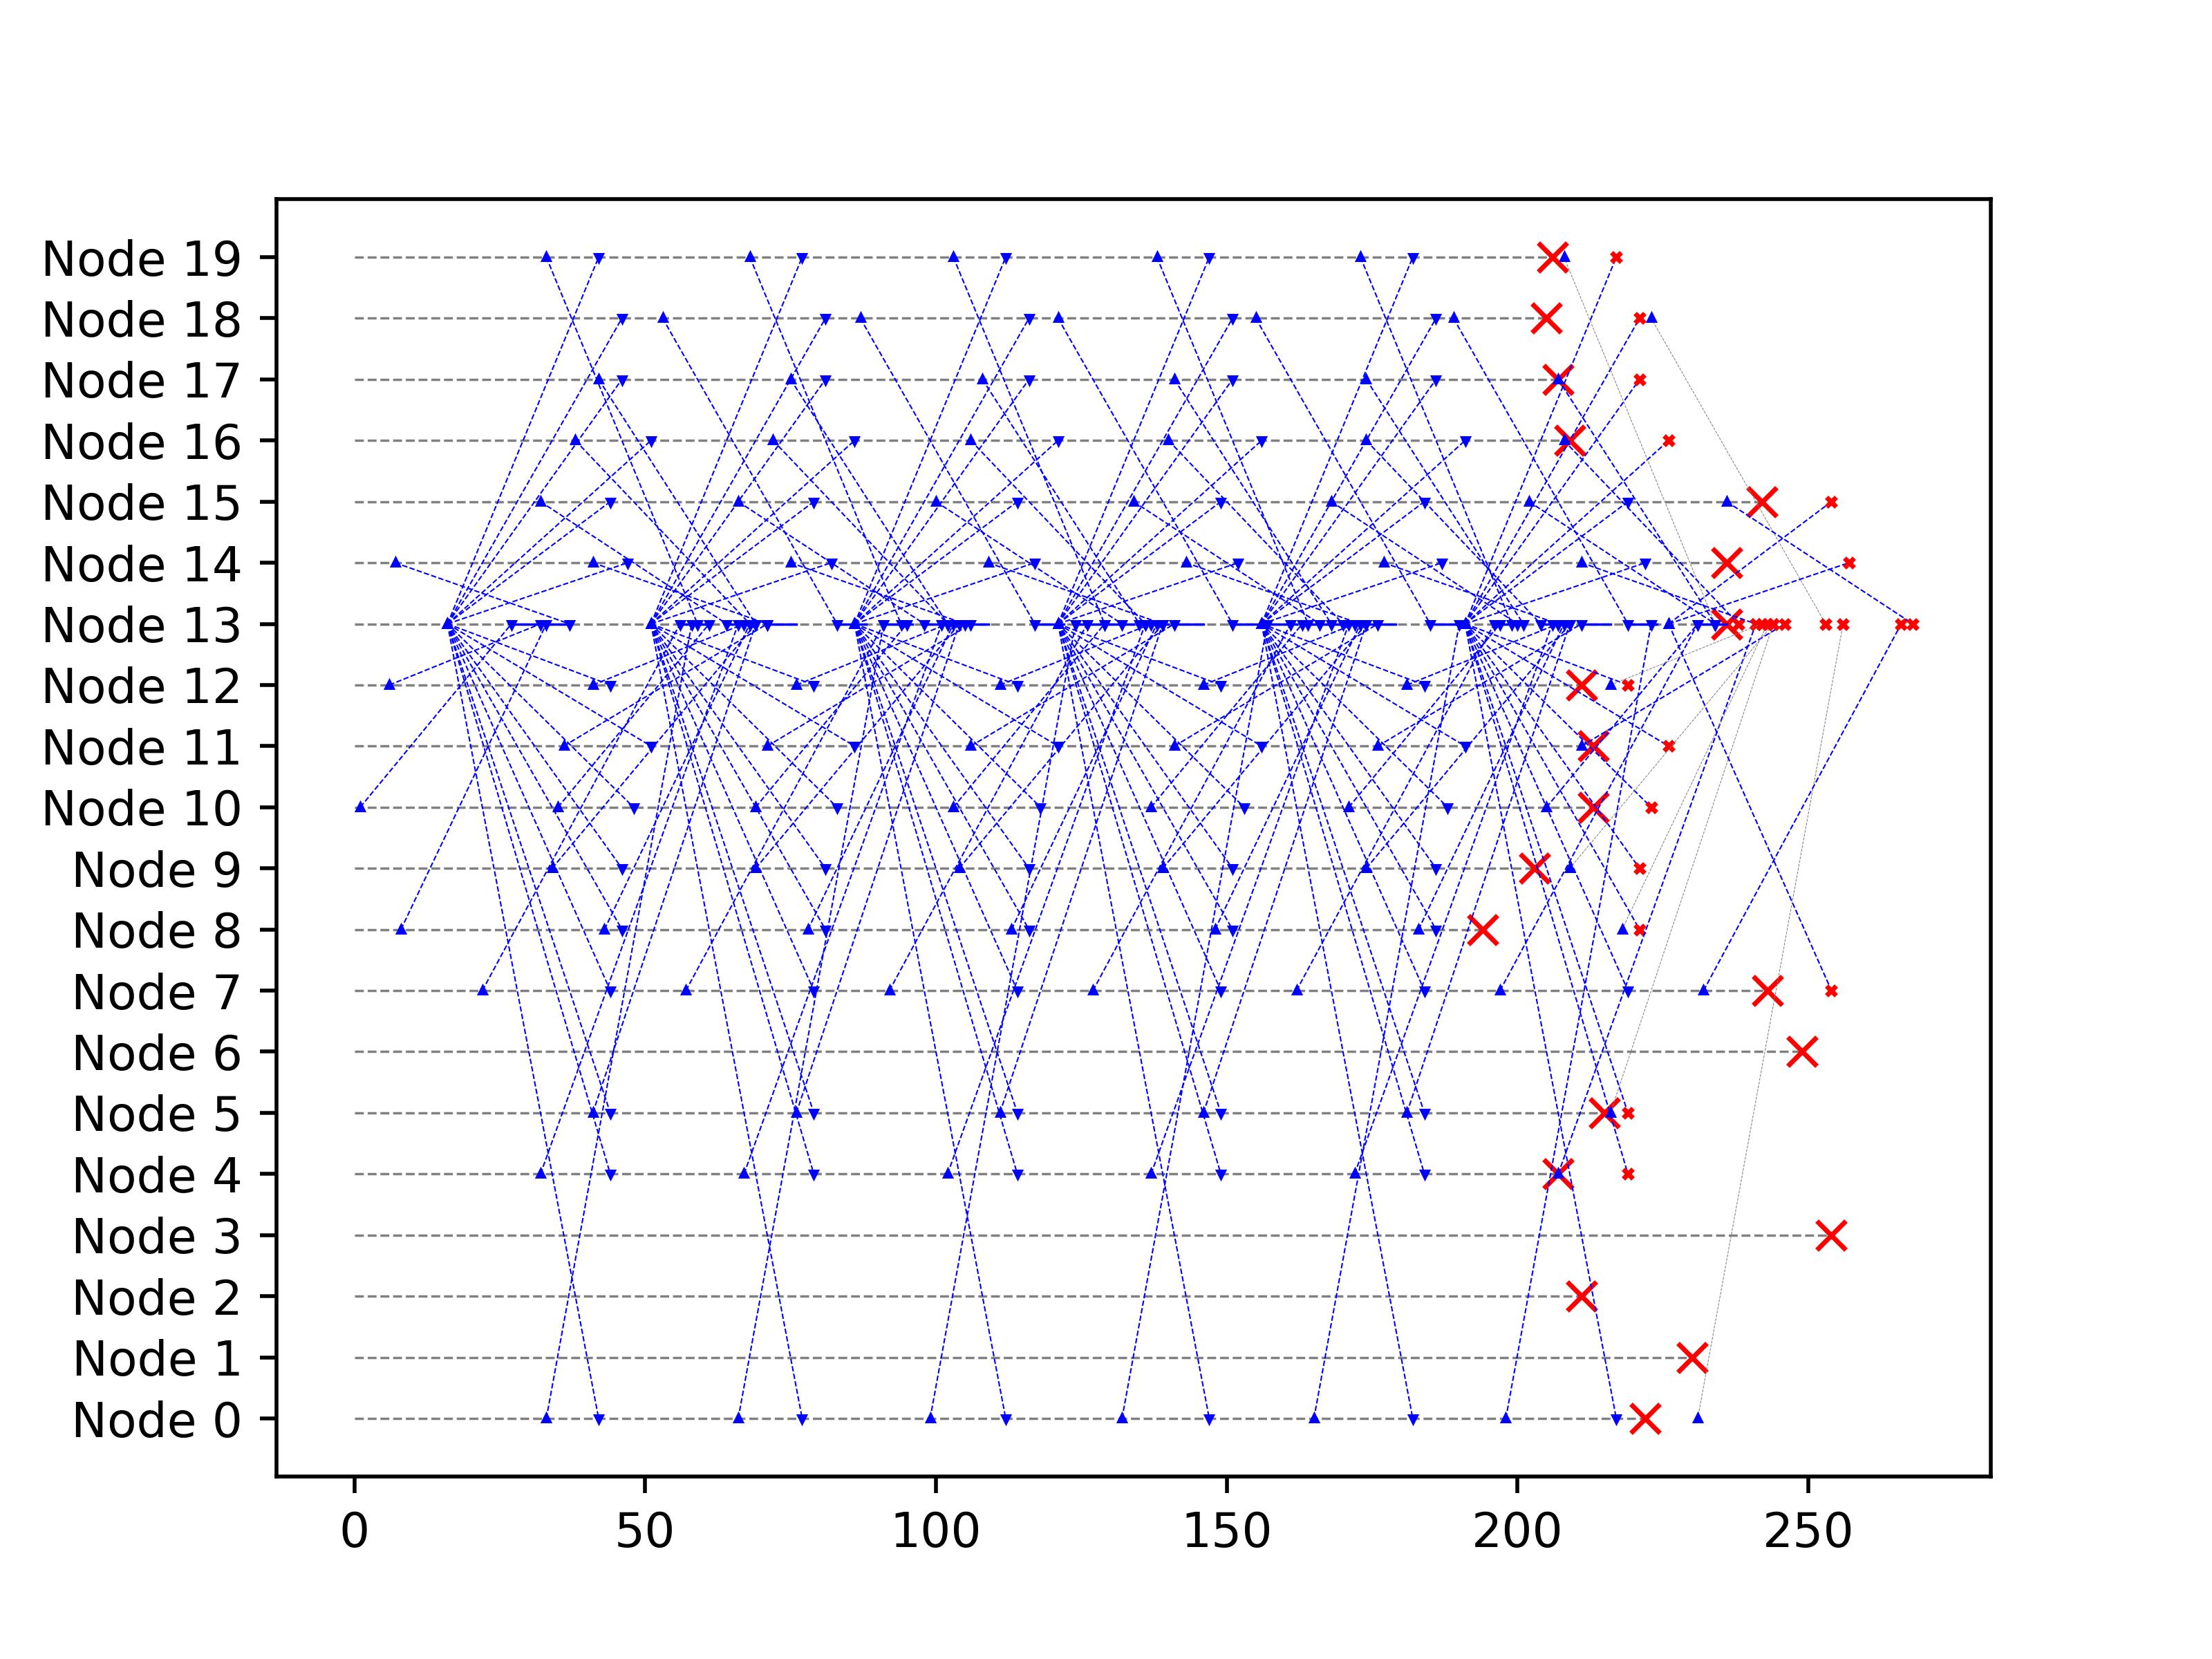 Node 19
Node 18
Node 17
Node 16
Node 15
Node 14
Node 13
Node 12
Node 11
Node 10
Node 9
Node 8
Node 7
Node 6
Node 5
Node 4
Node 3
Node 2
Node 1
Node 0
0 50 100 150 200 250